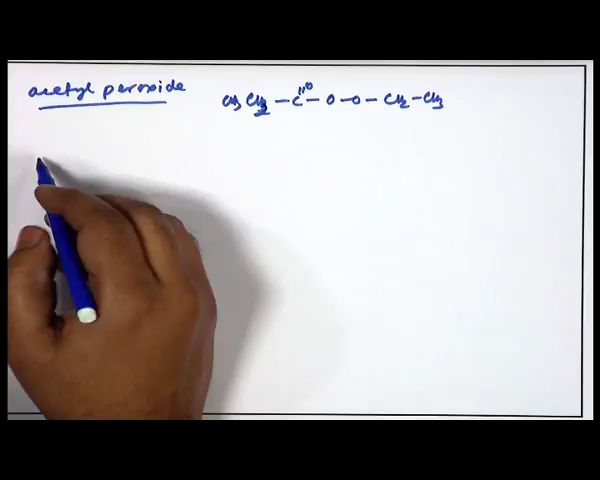 acetyl peroxide
CH3 CH2 – C=O – O – O – CH2 – CH3